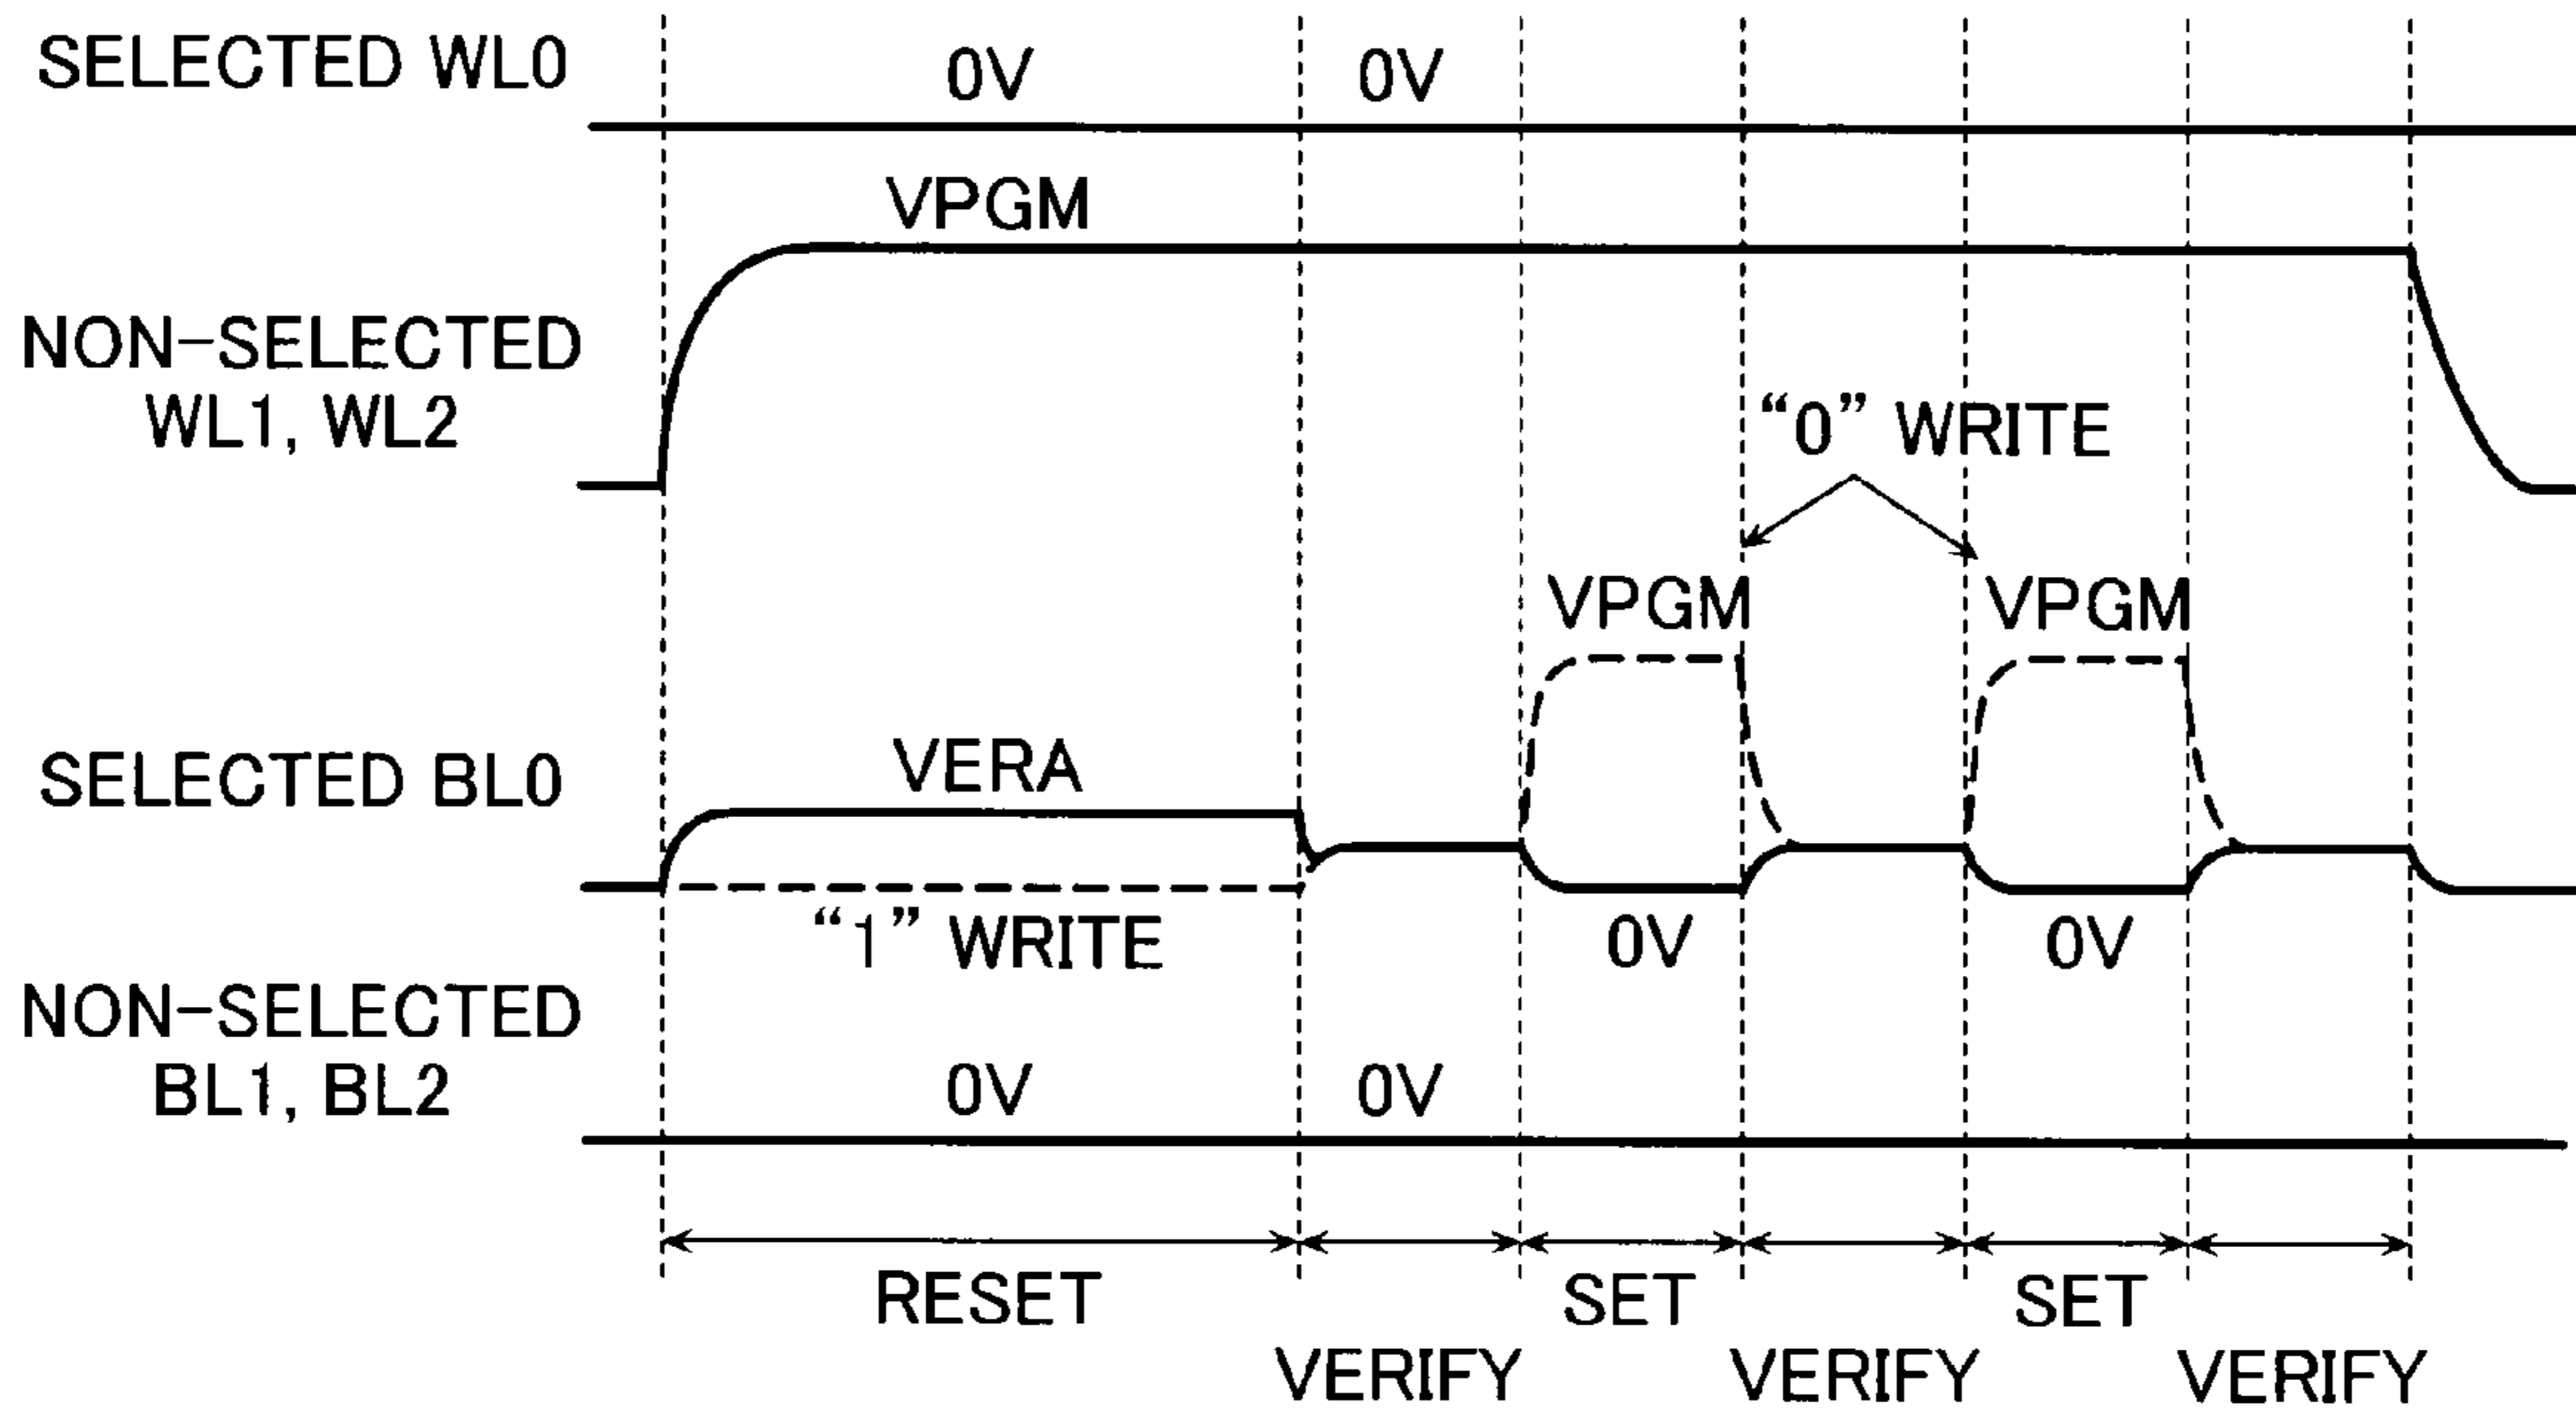 SELECTED WL0
0V
0V
VPGM
NON-SELECTED
WL1, WL2
“0” WRITE
VPGM
VPGM
SELECTED BL0
VERA
“1” WRITE
0V
0V
NON-SELECTED
BL1, BL2
0V
0V
RESET
SET
SET
VERIFY
VERIFY
VERIFY